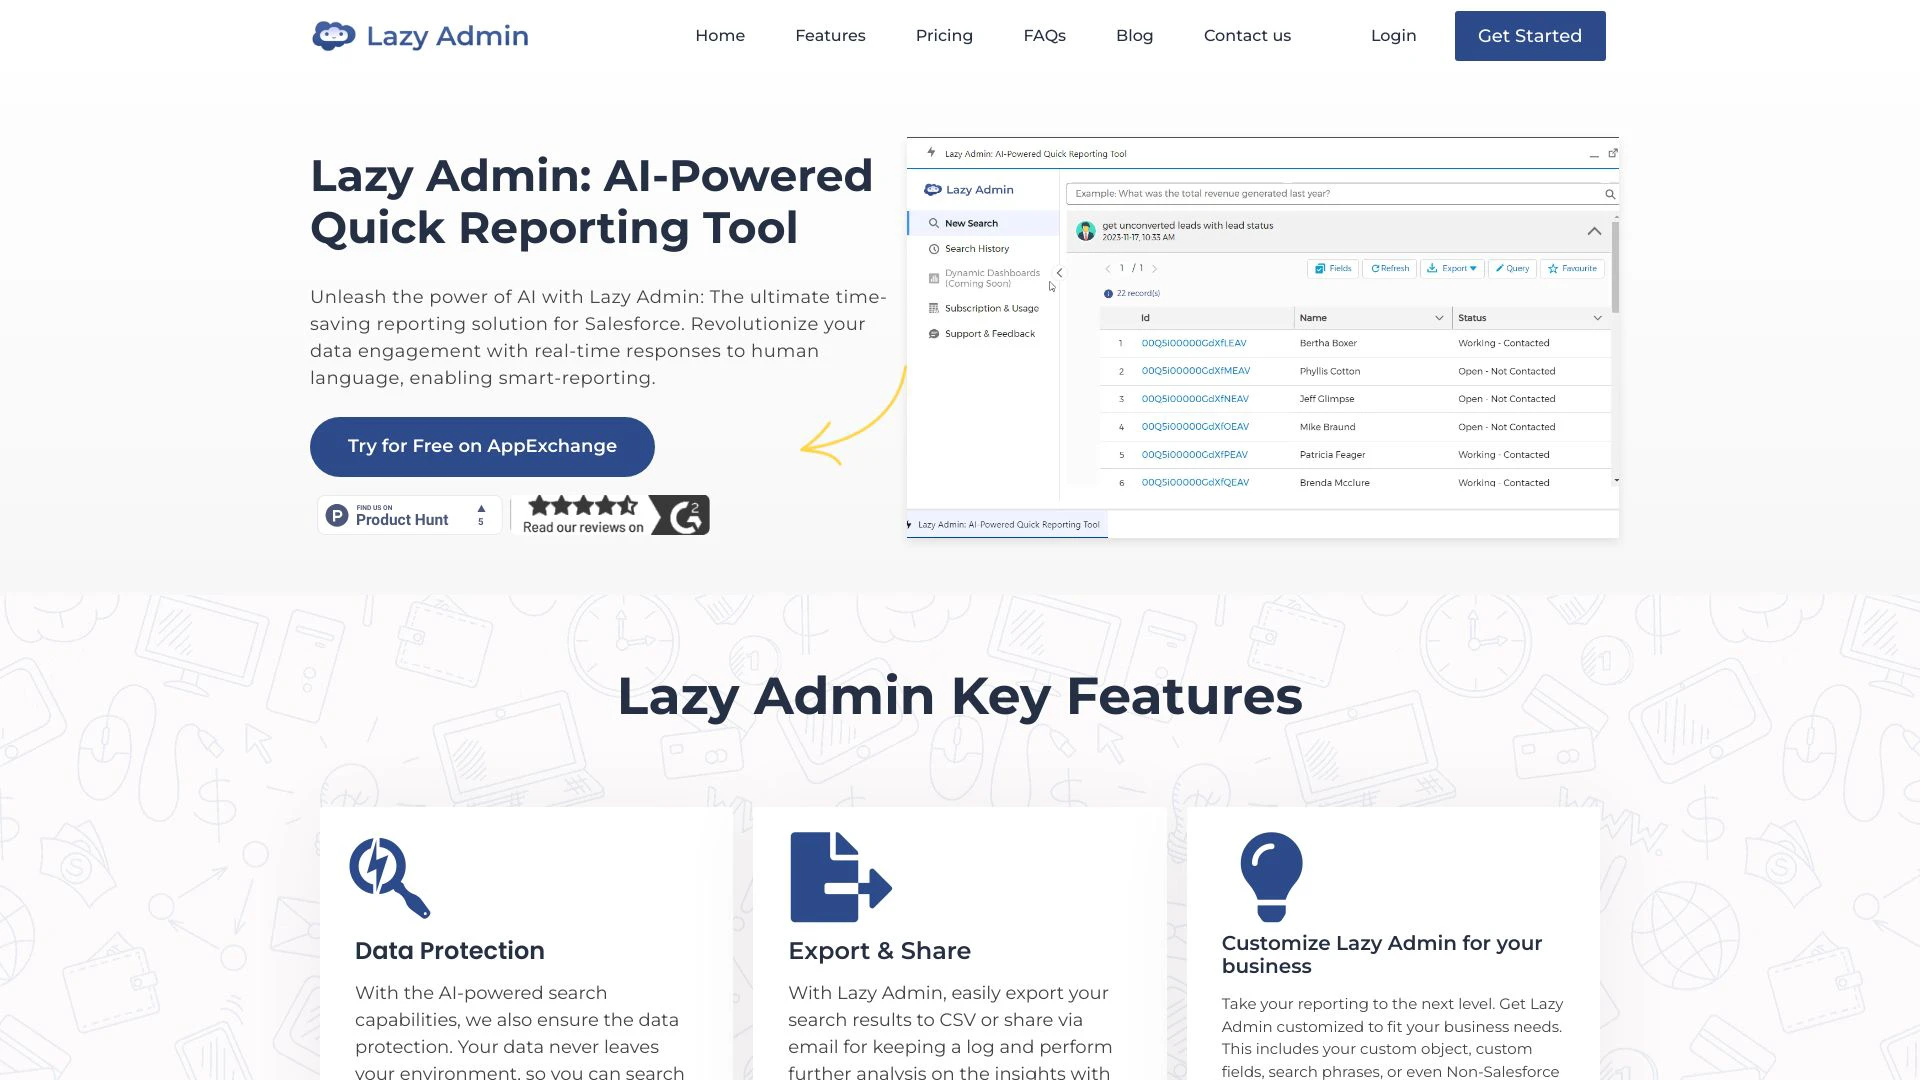 Lazy Admin
Home
Features
Pricing
FAQs
Blog
Contact us
Login
Get Started
Lazy Admin: AI-Powered
Quick Reporting Tool
Unleash the power of AI with Lazy Admin: The ultimate time-
saving reporting solution for Salesforce. Revolutionize your
data engagement with real-time responses to human
language, enabling smart-reporting.
Try for Free on AppExchange
FIND US ON
Product Hunt
5
Read our reviews on
G2
Lazy Admin: AI-Powered Quick Reporting Tool
Lazy Admin
New Search
Search History
Dynamic Dashboards
(Coming Soon)
Subscription & Usage
Support & Feedback
Example: What was the total revenue generated last year?
get unconverted leads with lead status
2023-11-17, 10:33 AM
1 / 1
Fields
Refresh
Export
Query
Favourite
22 record(s)
Id Name Status
1 00Q5i00000GdXfLEAV Bertha Boxer Working - Contacted
2 00Q5i00000GdXfMEAV Phyllis Cotton Open - Not Contacted
3 00Q5i00000GdXfNEAV Jeff Glimpse Open - Not Contacted
4 00Q5i00000GdXfOEAV Mike Braund Open - Not Contacted
5 00Q5i00000GdXfPEAV Patricia Feager Working - Contacted
6 00Q5i00000GdXfQEAV Brenda Mcclure Working - Contacted
Lazy Admin: AI-Powered Quick Reporting Tool
Lazy Admin Key Features
Data Protection
With the AI-powered search
capabilities, we also ensure the data
protection. Your data never leaves
your environment, so you can search
Export & Share
With Lazy Admin, easily export your
search results to CSV or share via
email for keeping a log and perform
further analysis on the insights with
Customize Lazy Admin for your
business
Take your reporting to the next level. Get Lazy
Admin customized to fit your business needs.
This includes your custom object, custom
fields, search phrases, or even Non-Salesforce